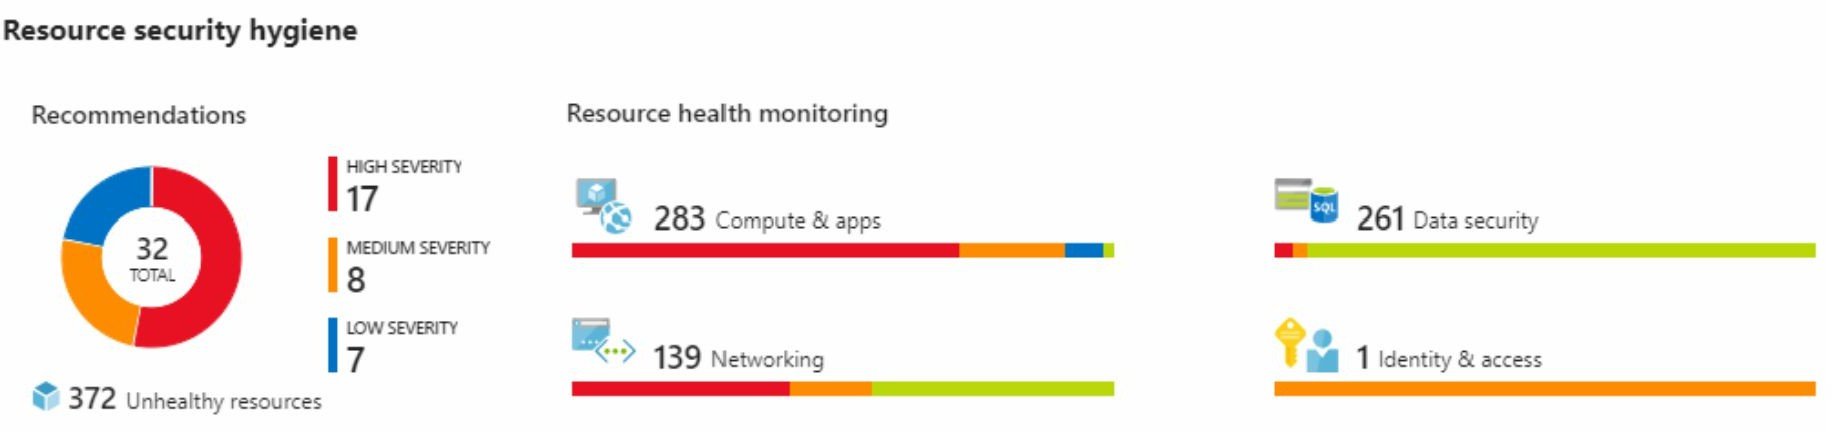 Resource security hygiene
Recommendations
32
TOTAL
HIGH SEVERITY
17
MEDIUM SEVERITY
8
LOW SEVERITY
7
372 Unhealthy resources
Resource health monitoring
283 Compute & apps
SQL
261 Data security
139 Networking
1 Identity & access